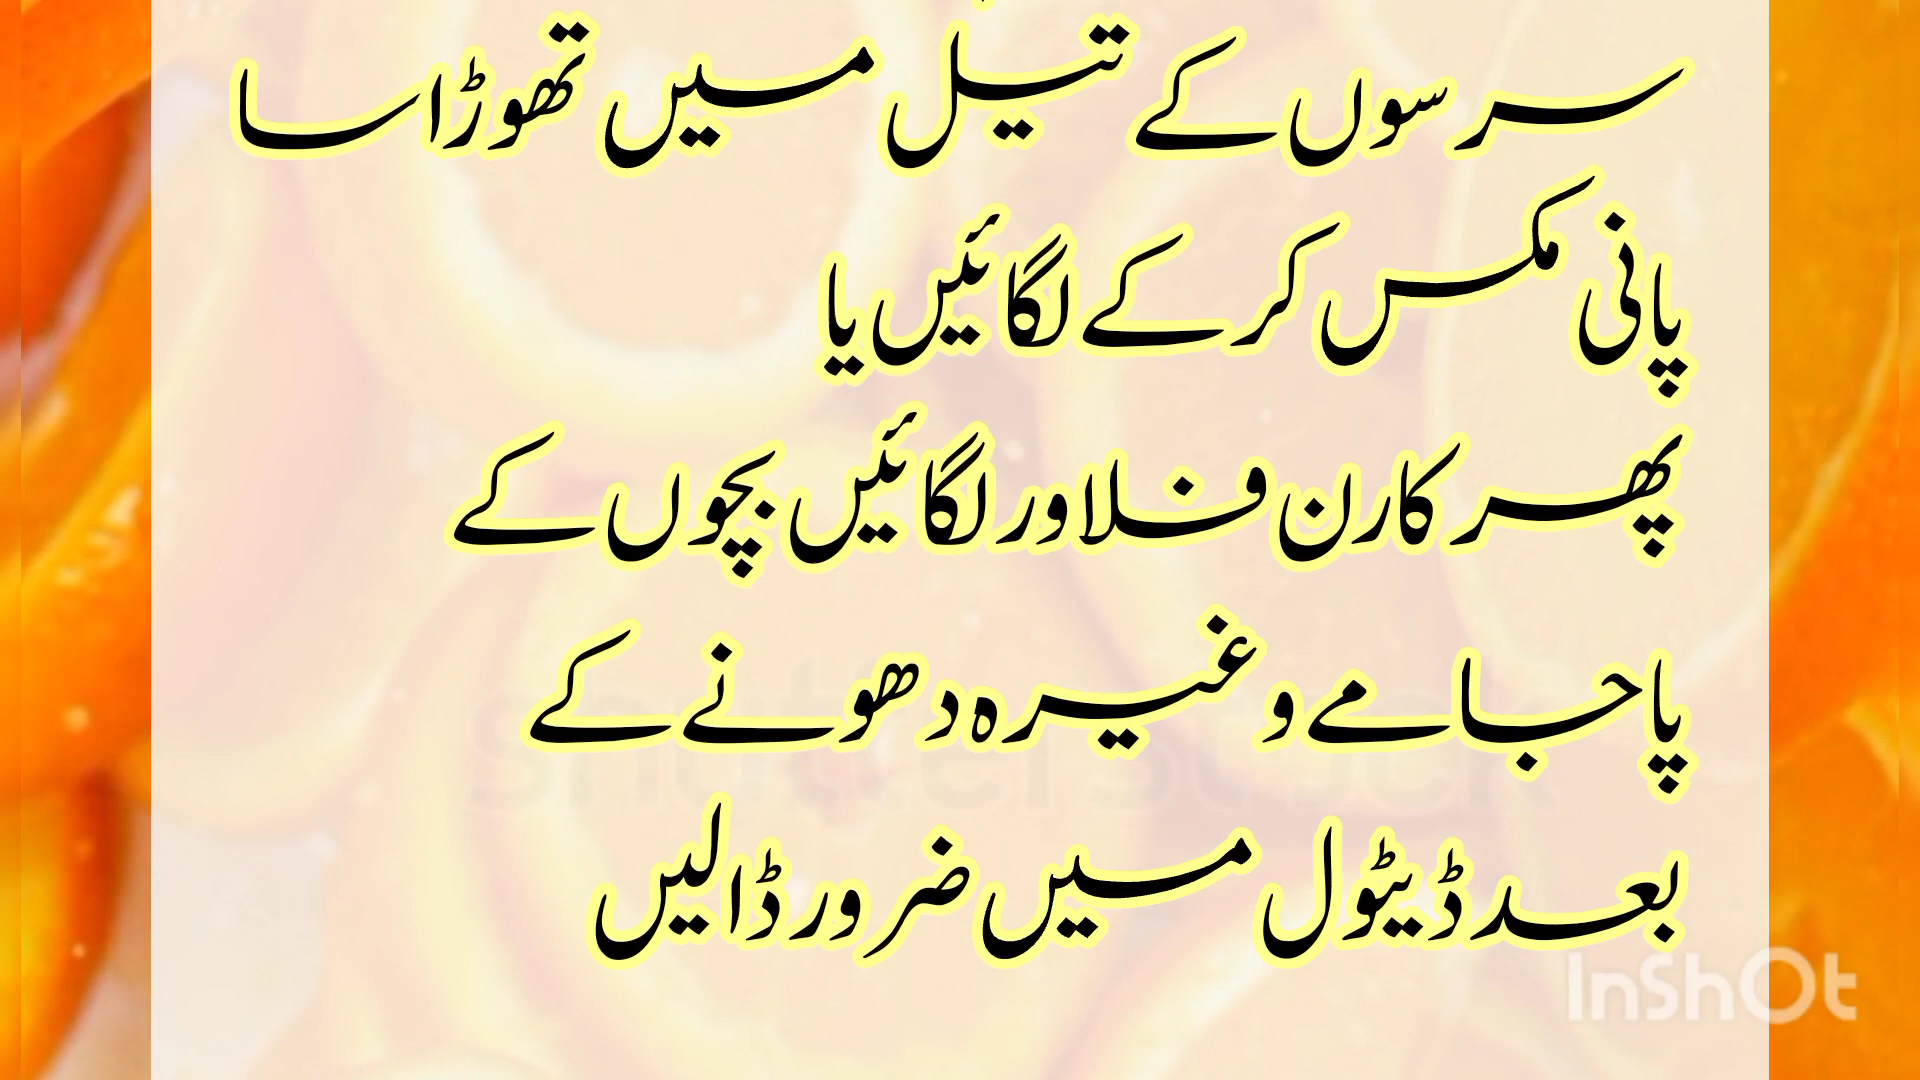 سرسوں کے تیل میں تھوڑا سا
پانی مکس کر کے لگائیں یا
پھر کارن فلاور لگائیں بچوں کے
پاجامے وغیرہ دھونے کے
بعد ڈیٹول میں ضرور ڈالیں
shutterstock
InShOt